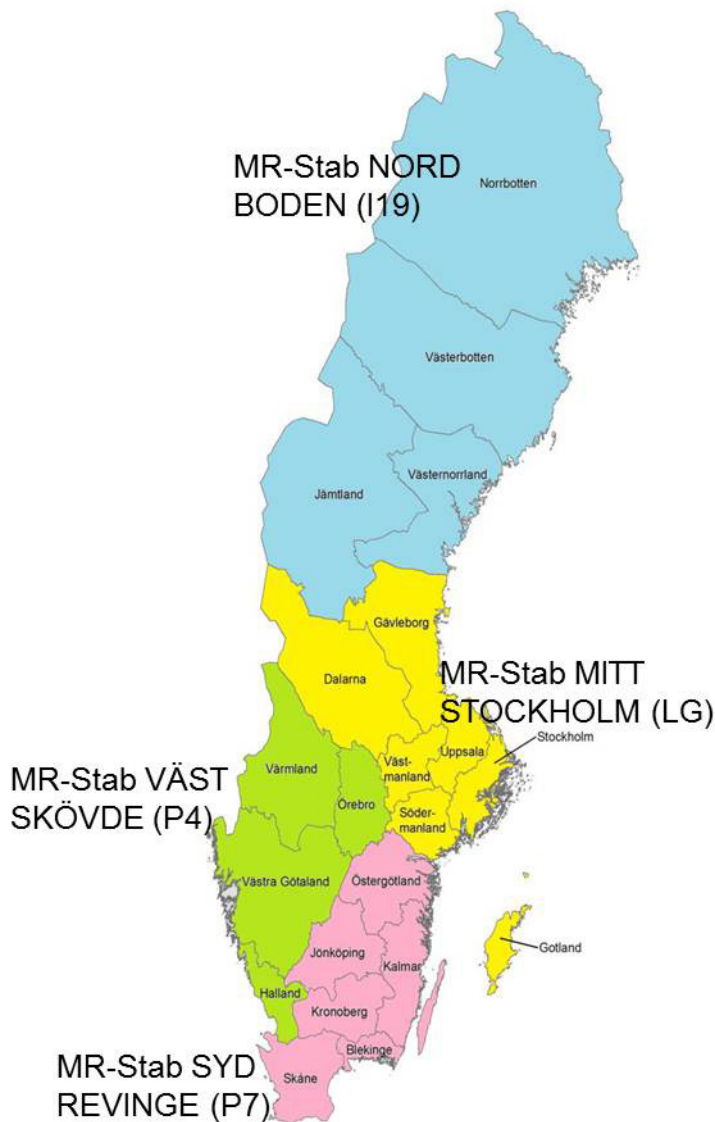 MR-Stab NORD
BODEN (I19)
Norrbotten
Västerbotten
Västernorrland
Jämtland
Gävleborg
Dalarna
MR-Stab MITT
STOCKHOLM (LG)
Stockholm
Uppsala
Väst-
manland
Söder-
manland
Värmland
Örebro
MR-Stab VÄST
SKÖVDE (P4)
Västra Götaland
Östergötland
Jönköping
Kalmar
Gotland
Halland
Kronoberg
Blekinge
Skåne
MR-Stab SYD
REVINGE (P7)